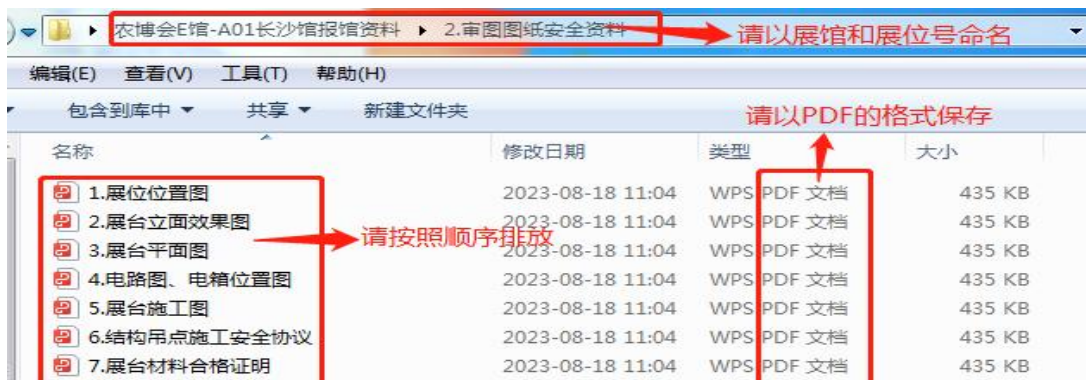 农博会E馆-A01长沙馆报馆资料 ▸ 2.审图图纸安全资料
请以展馆和展位号命名
编辑(E) 查看(V) 工具(T) 帮助(H)
包含到库中 共享 新建文件夹
请以PDF的格式保存
名称 修改日期 类型 大小
1.展位位置图 2023-08-18 11:04 WPS PDF 文档 435 KB
2.展台立面效果图 2023-08-18 11:04 WPS PDF 文档 435 KB
请按照顺序排放
3.展台平面图 2023-08-18 11:04 WPS PDF 文档 435 KB
4.电路图、电箱位置图 2023-08-18 11:04 WPS PDF 文档 435 KB
5.展台施工图 2023-08-18 11:04 WPS PDF 文档 435 KB
6.结构吊点施工安全协议 2023-08-18 11:04 WPS PDF 文档 435 KB
7.展台材料合格证明 2023-08-18 11:04 WPS PDF 文档 435 KB